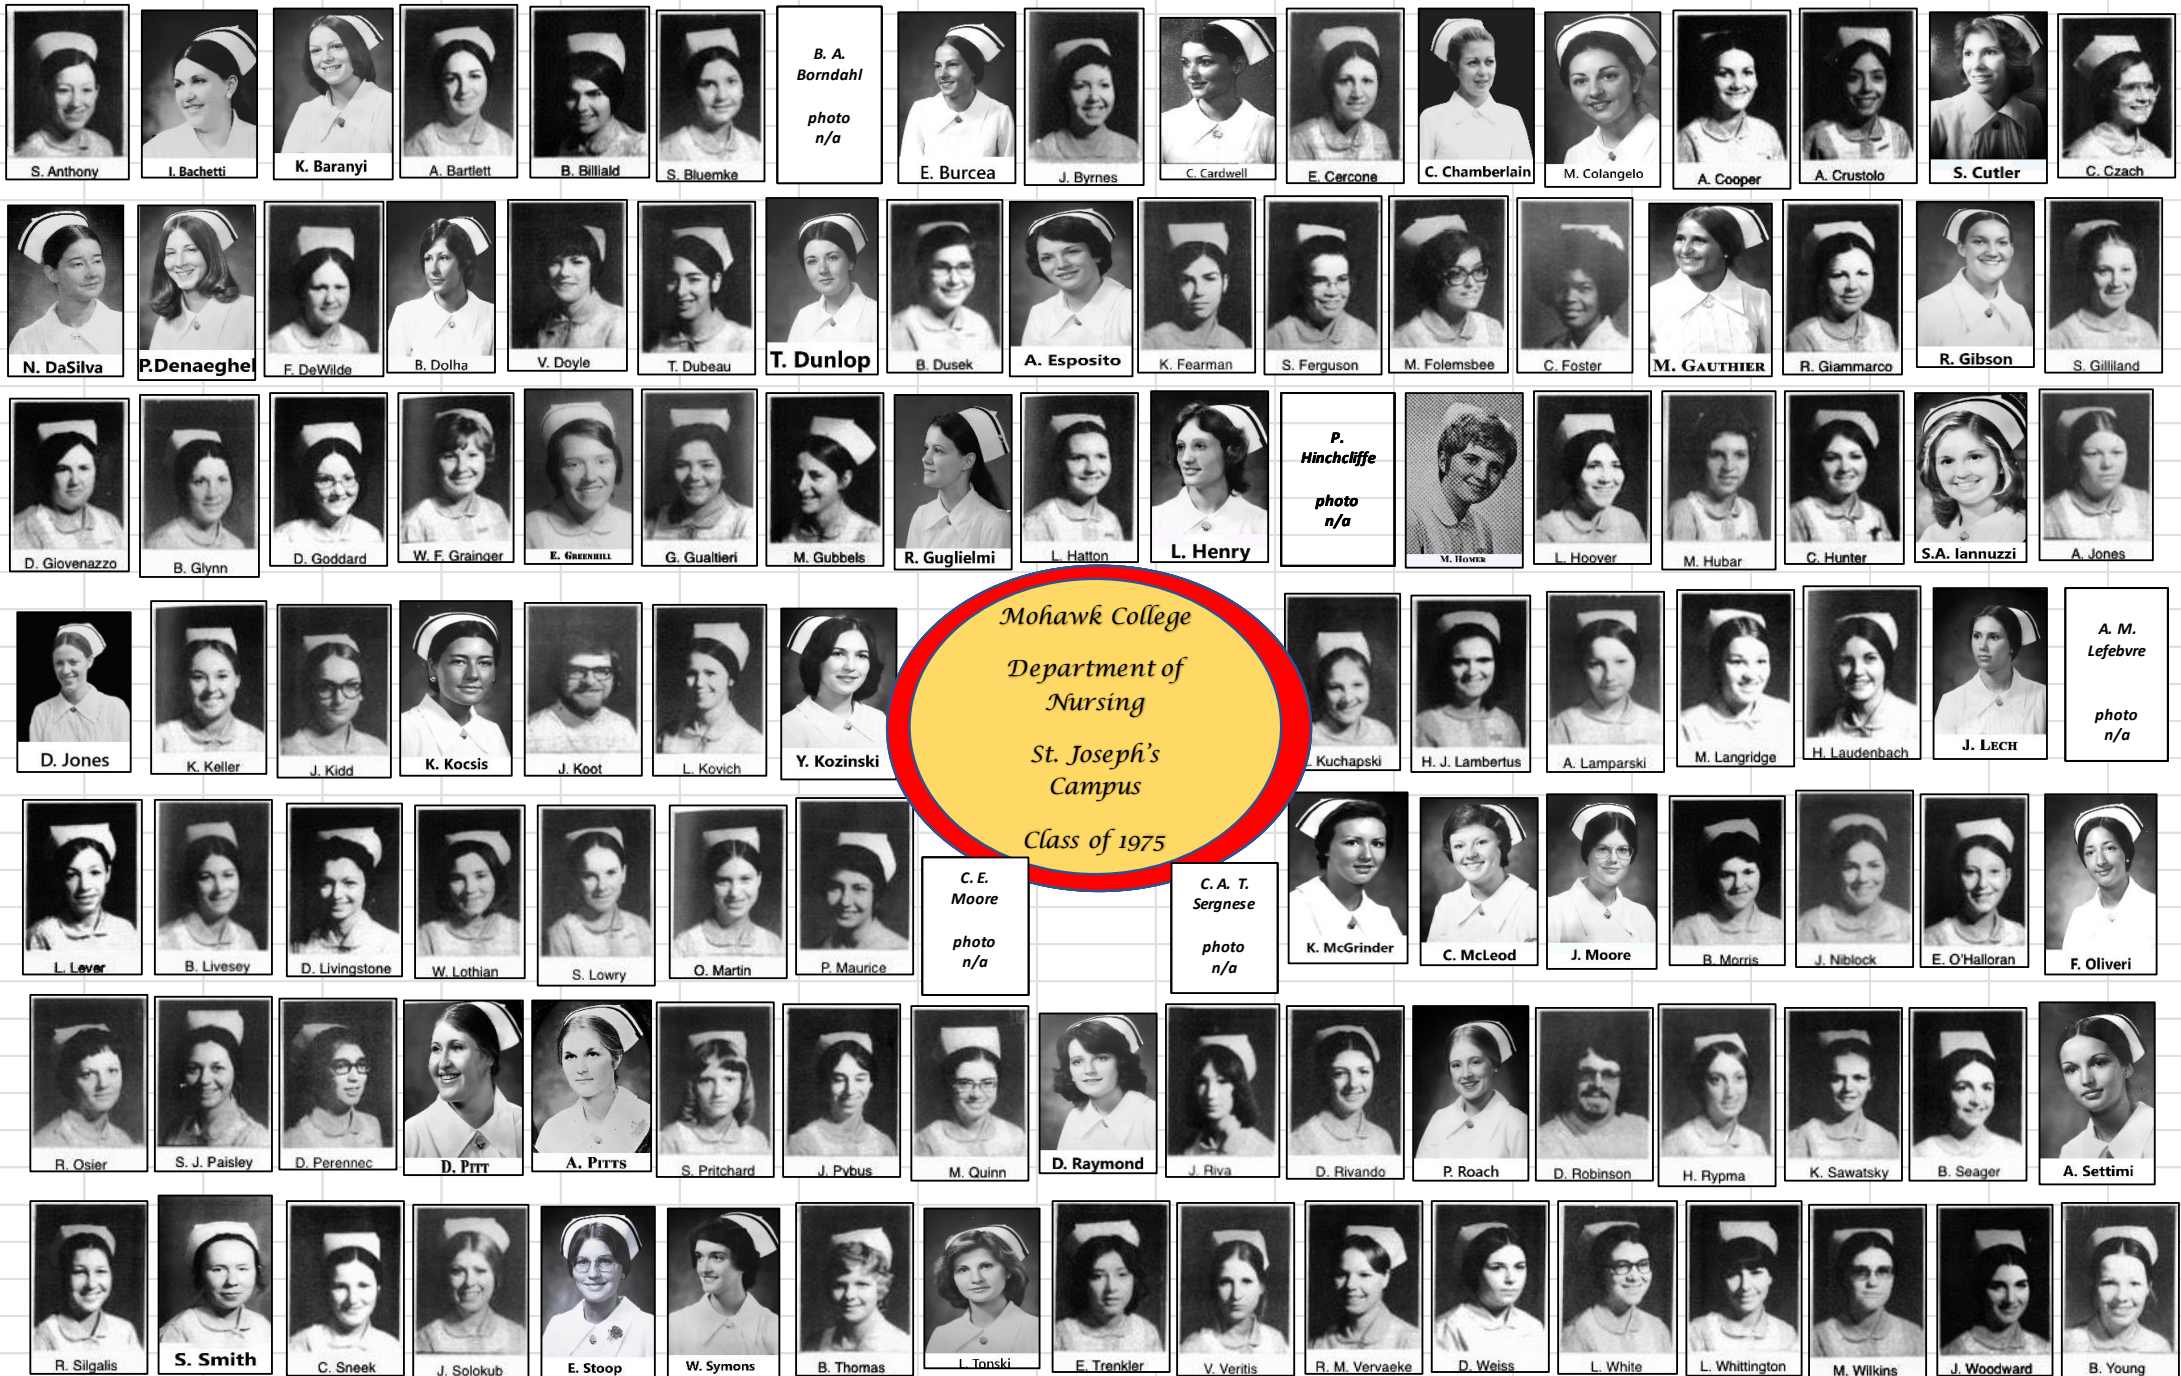 S. Anthony
I. Bachetti
K. Baranyi
A. Bartlett
B. Billiald
S. Bluemke
B. A.
Borndahl
photo
n/a
E. Burcea
J. Byrnes
C. Cardwell
E. Cercone
C. Chamberlain
M. Colangelo
A. Cooper
A. Crustolo
S. Cutler
C. Czach
N. DaSilva
P.Denaeghel
F. DeWilde
B. Dolha
V. Doyle
T. Dubeau
T. Dunlop
B. Dusek
A. Esposito
K. Fearman
S. Ferguson
M. Folemsbee
C. Foster
M. GAUTHIER
R. Giammarco
R. Gibson
S. Gilliland
D. Giovenazzo
B. Glynn
D. Goddard
W. F. Grainger
E. GREENHILL
G. Gualtieri
M. Gubbels
R. Guglielmi
L. Hatton
L. Henry
P.
Hinchcliffe
photo
n/a
M. HOMER
L. Hoover
M. Hubar
C. Hunter
S.A. Iannuzzi
A. Jones
D. Jones
K. Keller
J. Kidd
K. Kocsis
J. Koot
L. Kovich
Y. Kozinski
Mohawk College
Department of
Nursing
St. Joseph's
Campus
Class of 1975
Kuchapski
H. J. Lambertus
A. Lamparski
M. Langridge
H. Laudenbach
J. LECH
A. M.
Lefebvre
photo
n/a
L. Lever
B. Livesey
D. Livingstone
W. Lothian
S. Lowry
O. Martin
P. Maurice
C. E.
Moore
photo
n/a
C. A. T.
Sergnese
photo
n/a
K. McGrinder
C. McLeod
J. Moore
B. Morris
J. Niblock
E. O'Halloran
F. Oliveri
R. Osier
S. J. Paisley
D. Perennec
D. PITT
A. PITTS
S. Pritchard
J. Pybus
M. Quinn
D. Raymond
J. Riva
D. Rivando
P. Roach
D. Robinson
H. Rypma
K. Sawatsky
B. Seager
A. Settimi
R. Silgalis
S. Smith
C. Sneek
J. Solokub
E. Stoop
W. Symons
B. Thomas
L. Tonski
E. Trenkler
V. Veritis
R. M. Vervaeke
D. Weiss
L. White
L. Whittington
M. Wilkins
J. Woodward
B. Young